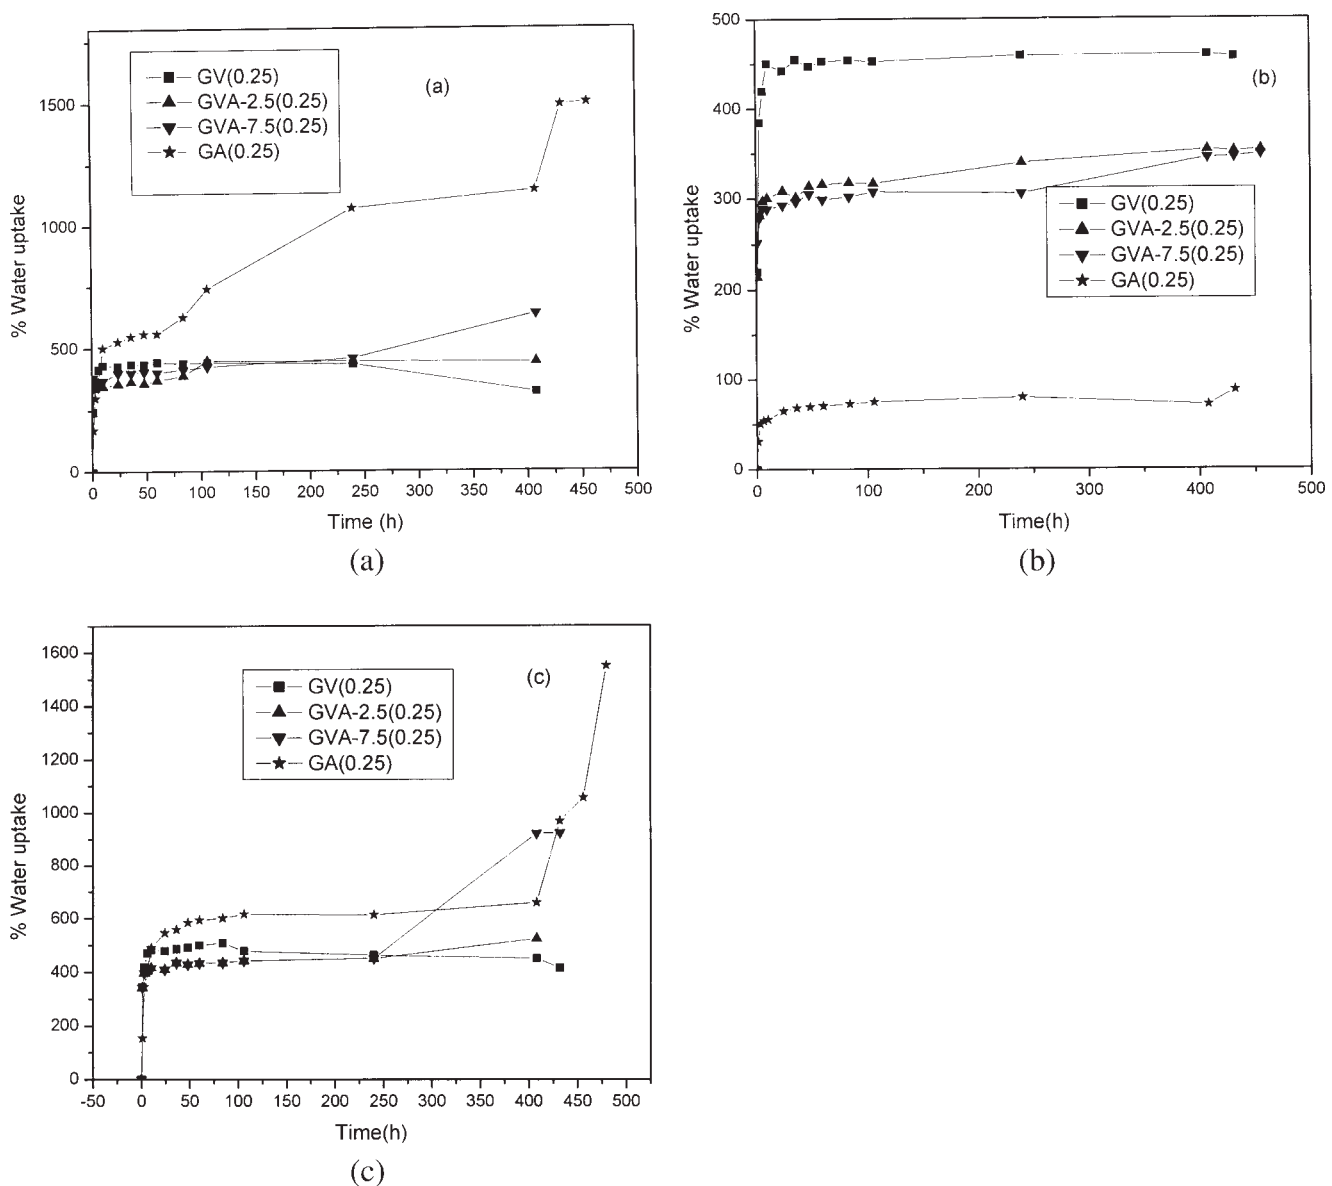 (a)
GV(0.25)
GVA-2.5(0.25)
GVA-7.5(0.25)
GA(0.25)
% Water uptake
1500
1000
500
0
0 50 100 150 200 250 300 350 400 450 500
Time (h)
(a)
(b)
GV(0.25)
GVA-2.5(0.25)
GVA-7.5(0.25)
GA(0.25)
% Water uptake
500
450
400
350
300
250
200
150
100
50
0
0 100 200 300 400 500
Time(h)
(b)
(c)
GV(0.25)
GVA-2.5(0.25)
GVA-7.5(0.25)
GA(0.25)
% Water uptake
1600
1400
1200
1000
800
600
400
200
0
-50 0 50 100 150 200 250 300 350 400 450 500
Time(h)
(c)